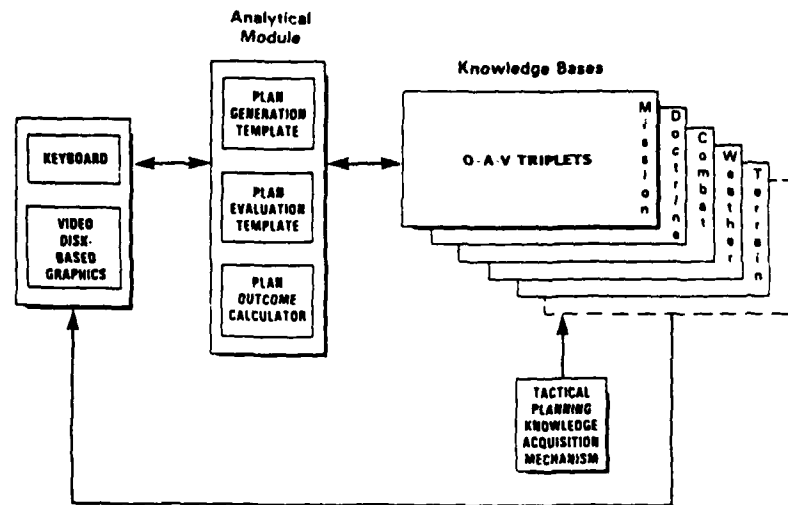 Analytical
Module
Knowledge Bases
KEYBOARD
VIDEO
DISK-
BASED
GRAPHICS
PLAN
GENERATION
TEMPLATE
PLAN
EVALUATION
TEMPLATE
PLAN
OUTCOME
CALCULATOR
O-A-V TRIPLETS
Mission
Doctrine
Combat
Weather
Terrain
TACTICAL
PLANNING
KNOWLEDGE
ACQUISITION
MECHANISM